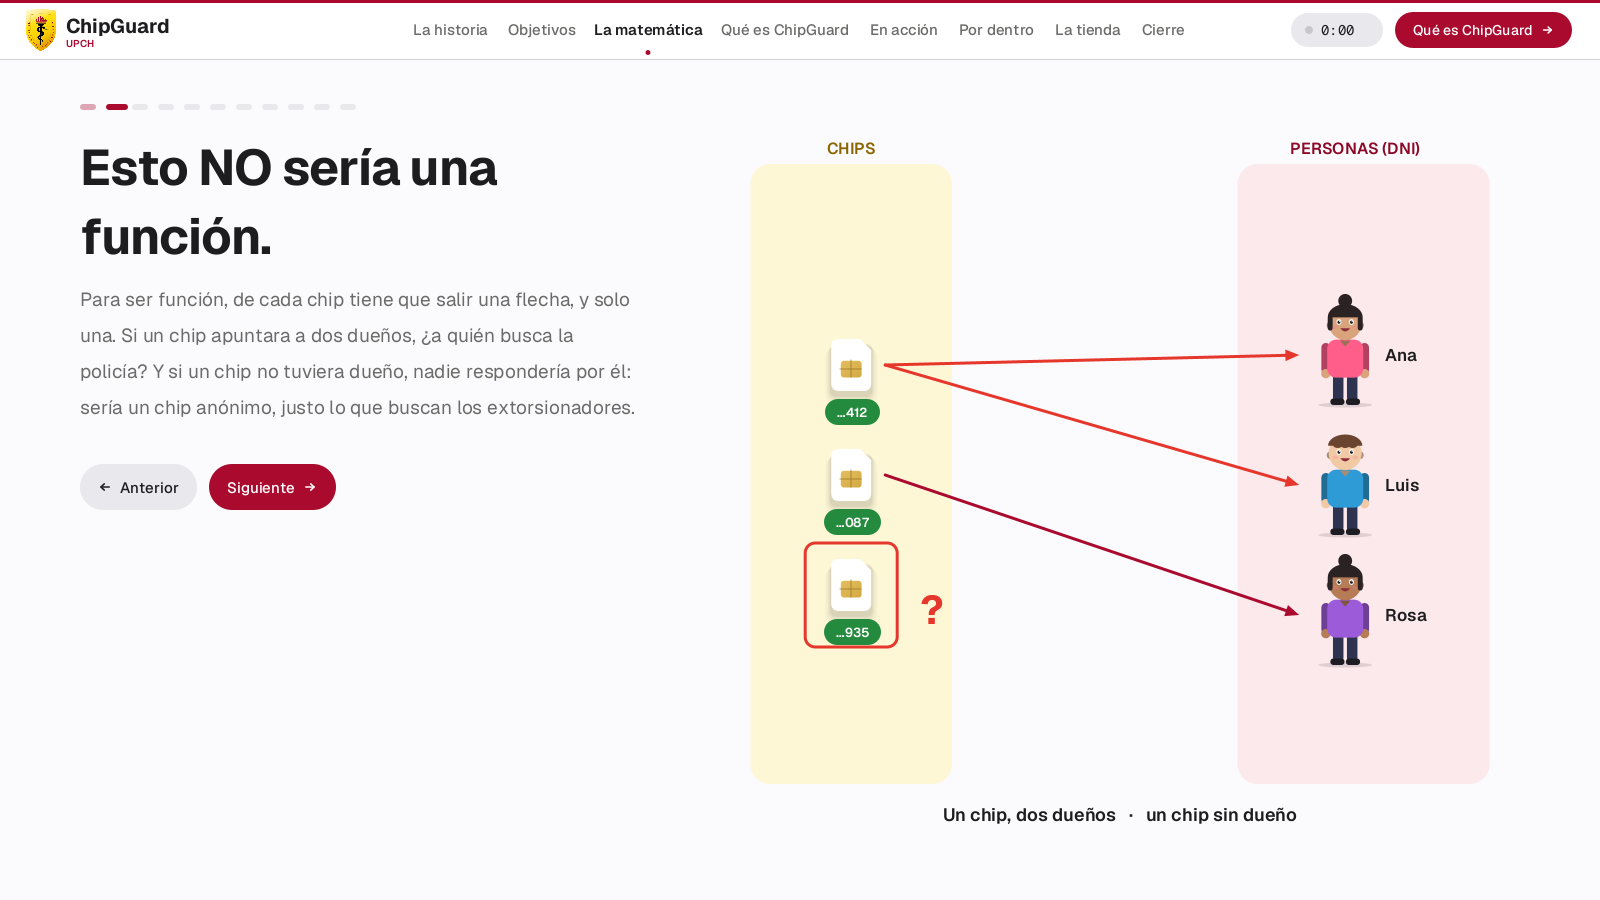 ChipGuard
UPCH
La historia
Objetivos
La matemática
Qué es ChipGuard
En acción
Por dentro
La tienda
Cierre
0:00
Qué es ChipGuard →
Esto NO sería una
función.
Para ser función, de cada chip tiene que salir una flecha, y solo
una. Si un chip apuntara a dos dueños, ¿a quién busca la
policía? Y si un chip no tuviera dueño, nadie respondería por él:
sería un chip anónimo, justo lo que buscan los extorsionadores.
← Anterior
Siguiente →
CHIPS
PERSONAS (DNI)
...412
...087
...935
?
Ana
Luis
Rosa
Un chip, dos dueños · un chip sin dueño